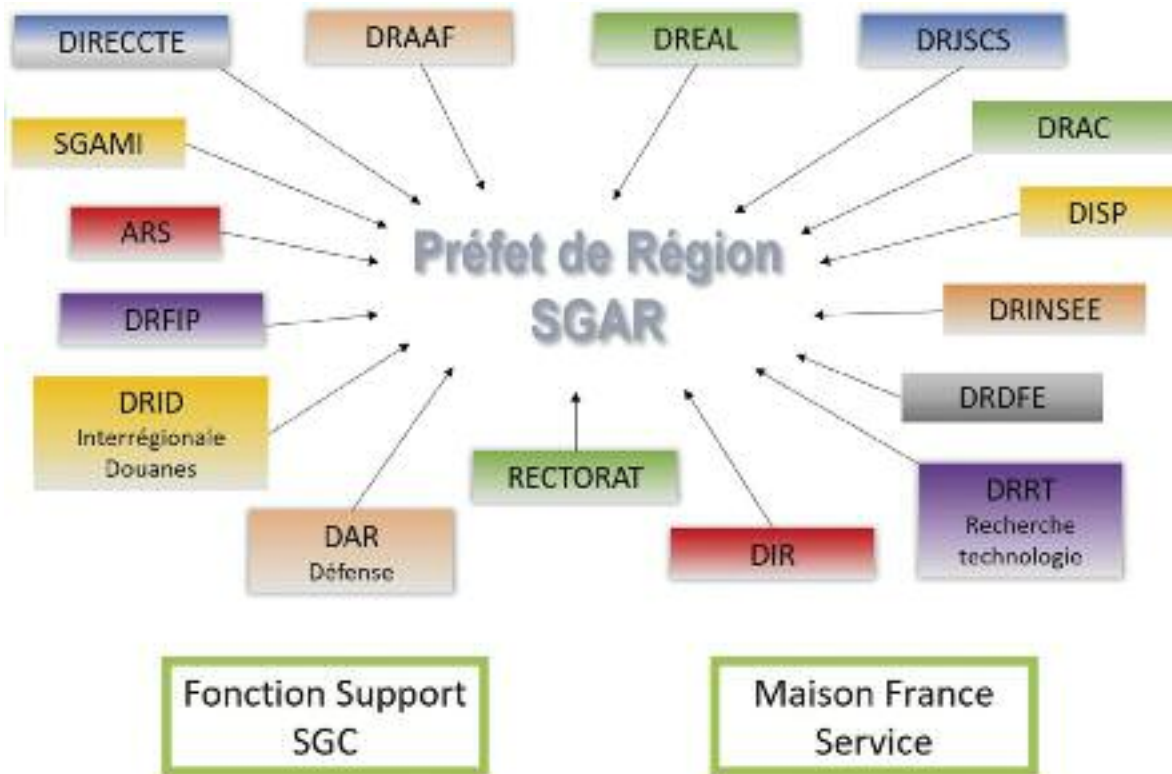 DIRECCTE
DRAAF
DREAL
DRJSCS
SGAMI
DRAC
ARS
DISP
Préfet de Région
SGAR
DRFIP
DRINSEE
DRID
Interrégionale
Douanes
DRDFE
RECTORAT
DRRT
Recherche
technologie
DAR
Défense
DIR
Fonction Support
SGC
Maison France
Service